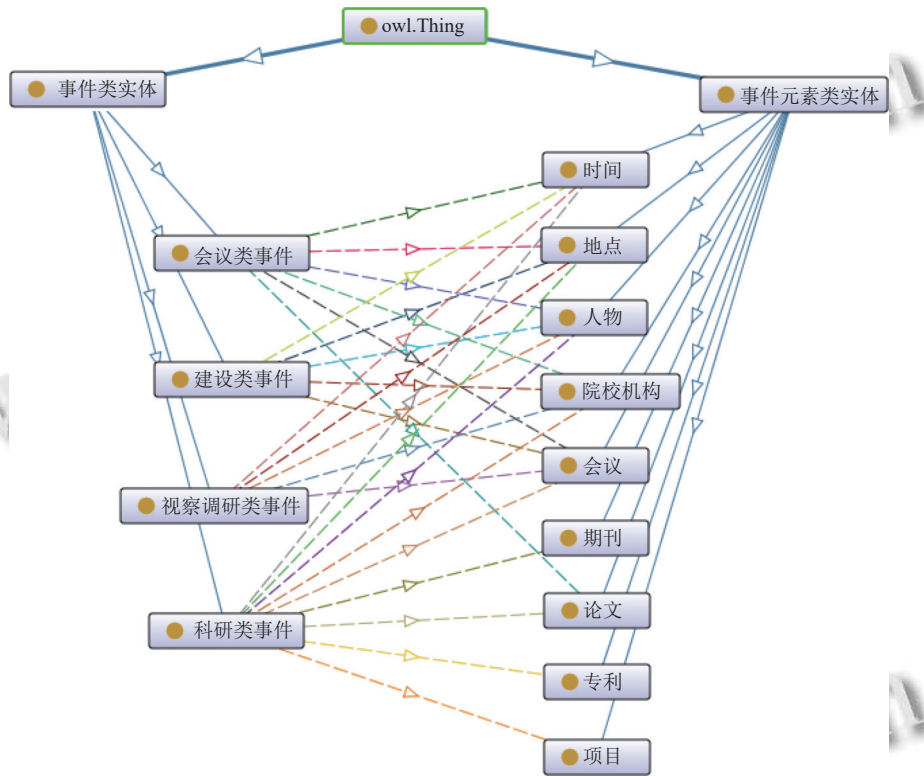 owl.Thing
事件类实体
事件元素类实体
时间
会议类事件
地点
人物
建设类事件
院校机构
会议
视察调研类事件
期刊
论文
科研类事件
专利
项目